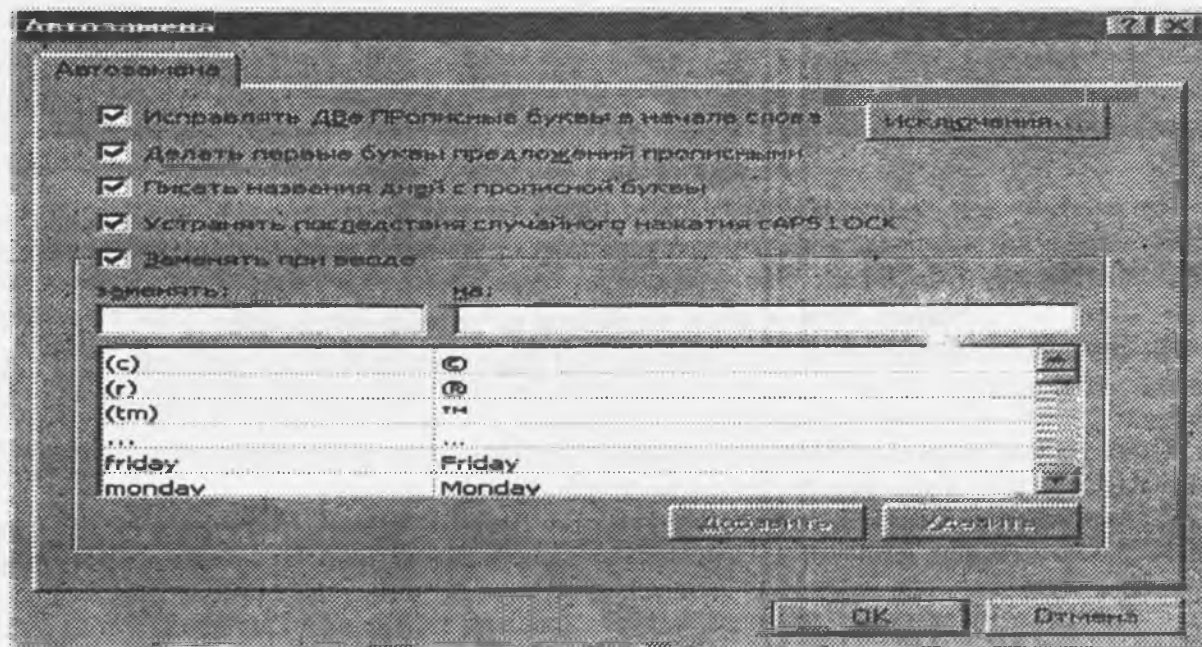 Автозамена
Автозамена
Исправлять ДВе ПРописные буквы в начале слова
Исключения...
Делать первые буквы предложений прописными
Писать названия дней с прописной буквы
Устранять последствия случайного нажатия cAPS LOCK
Заменять при вводе
заменять: на:
(c) ©
(r) ®
(tm) ™
... ...
friday Friday
monday Monday
Добавить Удалить
OK Отмена